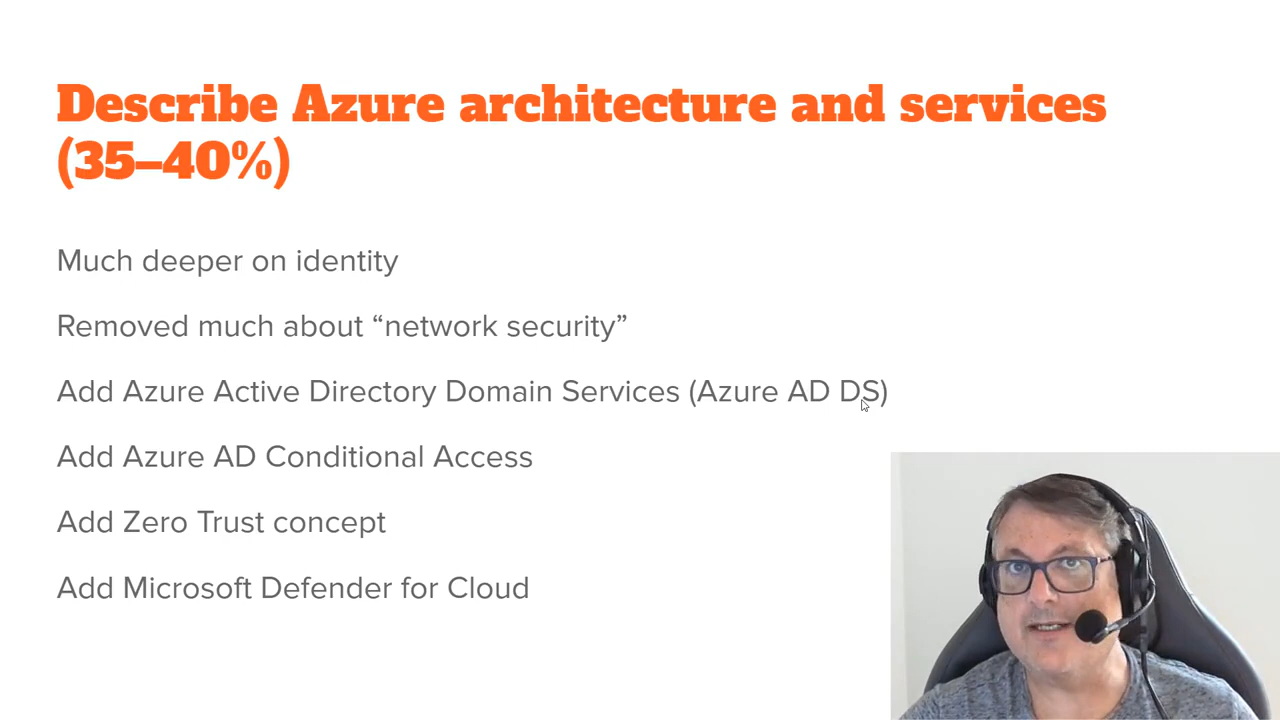 Describe Azure architecture and services
(35–40%)
Much deeper on identity
Removed much about “network security”
Add Azure Active Directory Domain Services (Azure AD DS)
Add Azure AD Conditional Access
Add Zero Trust concept
Add Microsoft Defender for Cloud